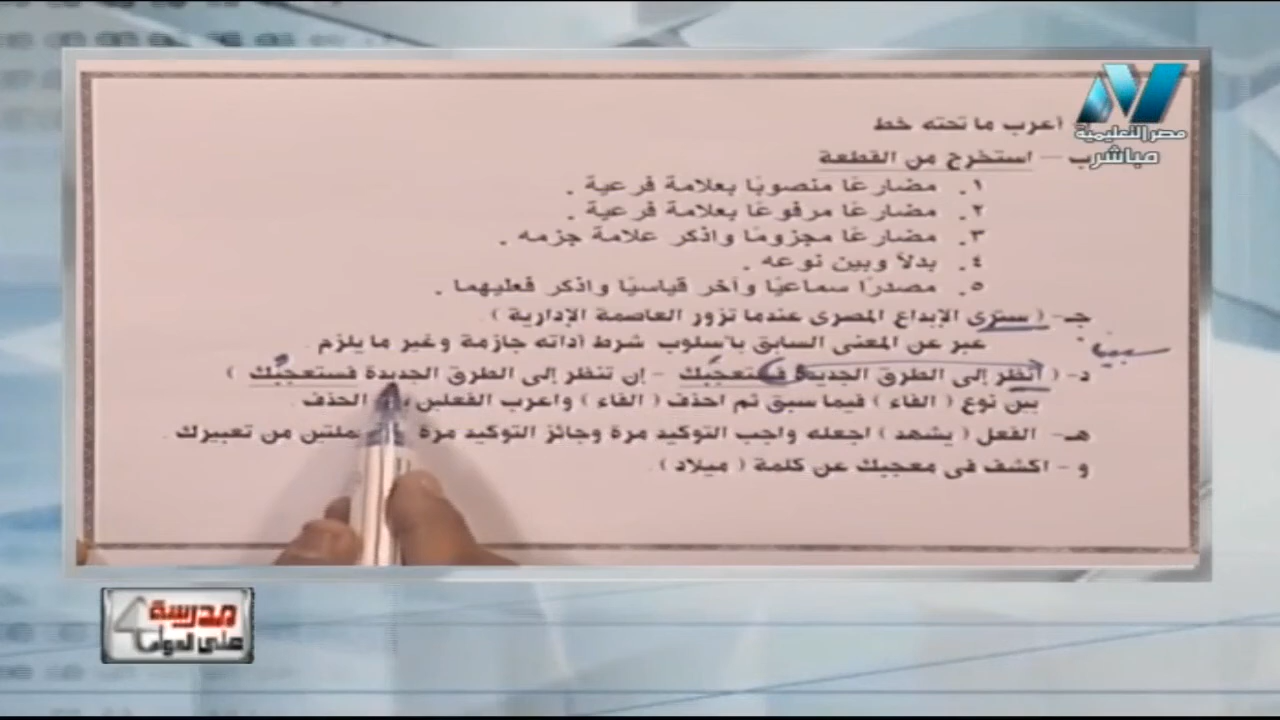 أعرب ما تحته خط
ب - استخرج من القطعة
١. مضارعًا منصوبًا بعلامة فرعية .
٢. مضارعًا مرفوعًا بعلامة فرعية .
٣. مضارعًا مجزومًا واذكر علامة جزمه .
٤. بدلاً وبين نوعه .
٥. مصدرًا سماعيًا وآخر قياسيًا واذكر فعليهما .
جـ - ( سترى الإبداع المصرى عندما تزور العاصمة الإدارية ) .
عبر عن المعنى السابق بأسلوب شرط أداته جازمة وغير ما يلزم .
د - ( انظر إلى الطرق الجديدة فستعجبك - إن تنظر إلى الطرق الجديدة فستعجبك )
بين نوع ( الفاء ) فيما سبق ثم احذف ( الفاء ) واعرب الفعلين الحذف .
هـ - الفعل ( يشهد ) اجعله واجب التوكيد مرة وجائز التوكيد مرة جملتين من تعبيرك .
و - اكشف فى معجبك عن كلمة ( ميلاد ) .
مصر التعليمية
مباشر
مدرسة
على الهواء
4